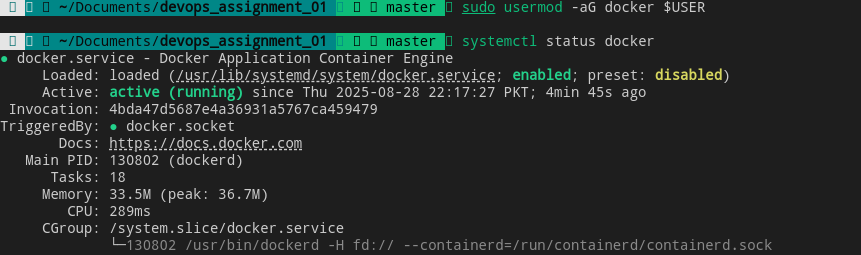 ~/Documents/devops_assignment_01 master sudo usermod -aG docker $USER
~/Documents/devops_assignment_01 master systemctl status docker
● docker.service - Docker Application Container Engine
Loaded: loaded (/usr/lib/systemd/system/docker.service; enabled; preset: disabled)
Active: active (running) since Thu 2025-08-28 22:17:27 PKT; 4min 45s ago
Invocation: 4bda47d5687e4a36931a5767ca459479
TriggeredBy: ● docker.socket
Docs: https://docs.docker.com
Main PID: 130802 (dockerd)
Tasks: 18
Memory: 33.5M (peak: 36.7M)
CPU: 289ms
CGroup: /system.slice/docker.service
└─130802 /usr/bin/dockerd -H fd:// --containerd=/run/containerd/containerd.sock